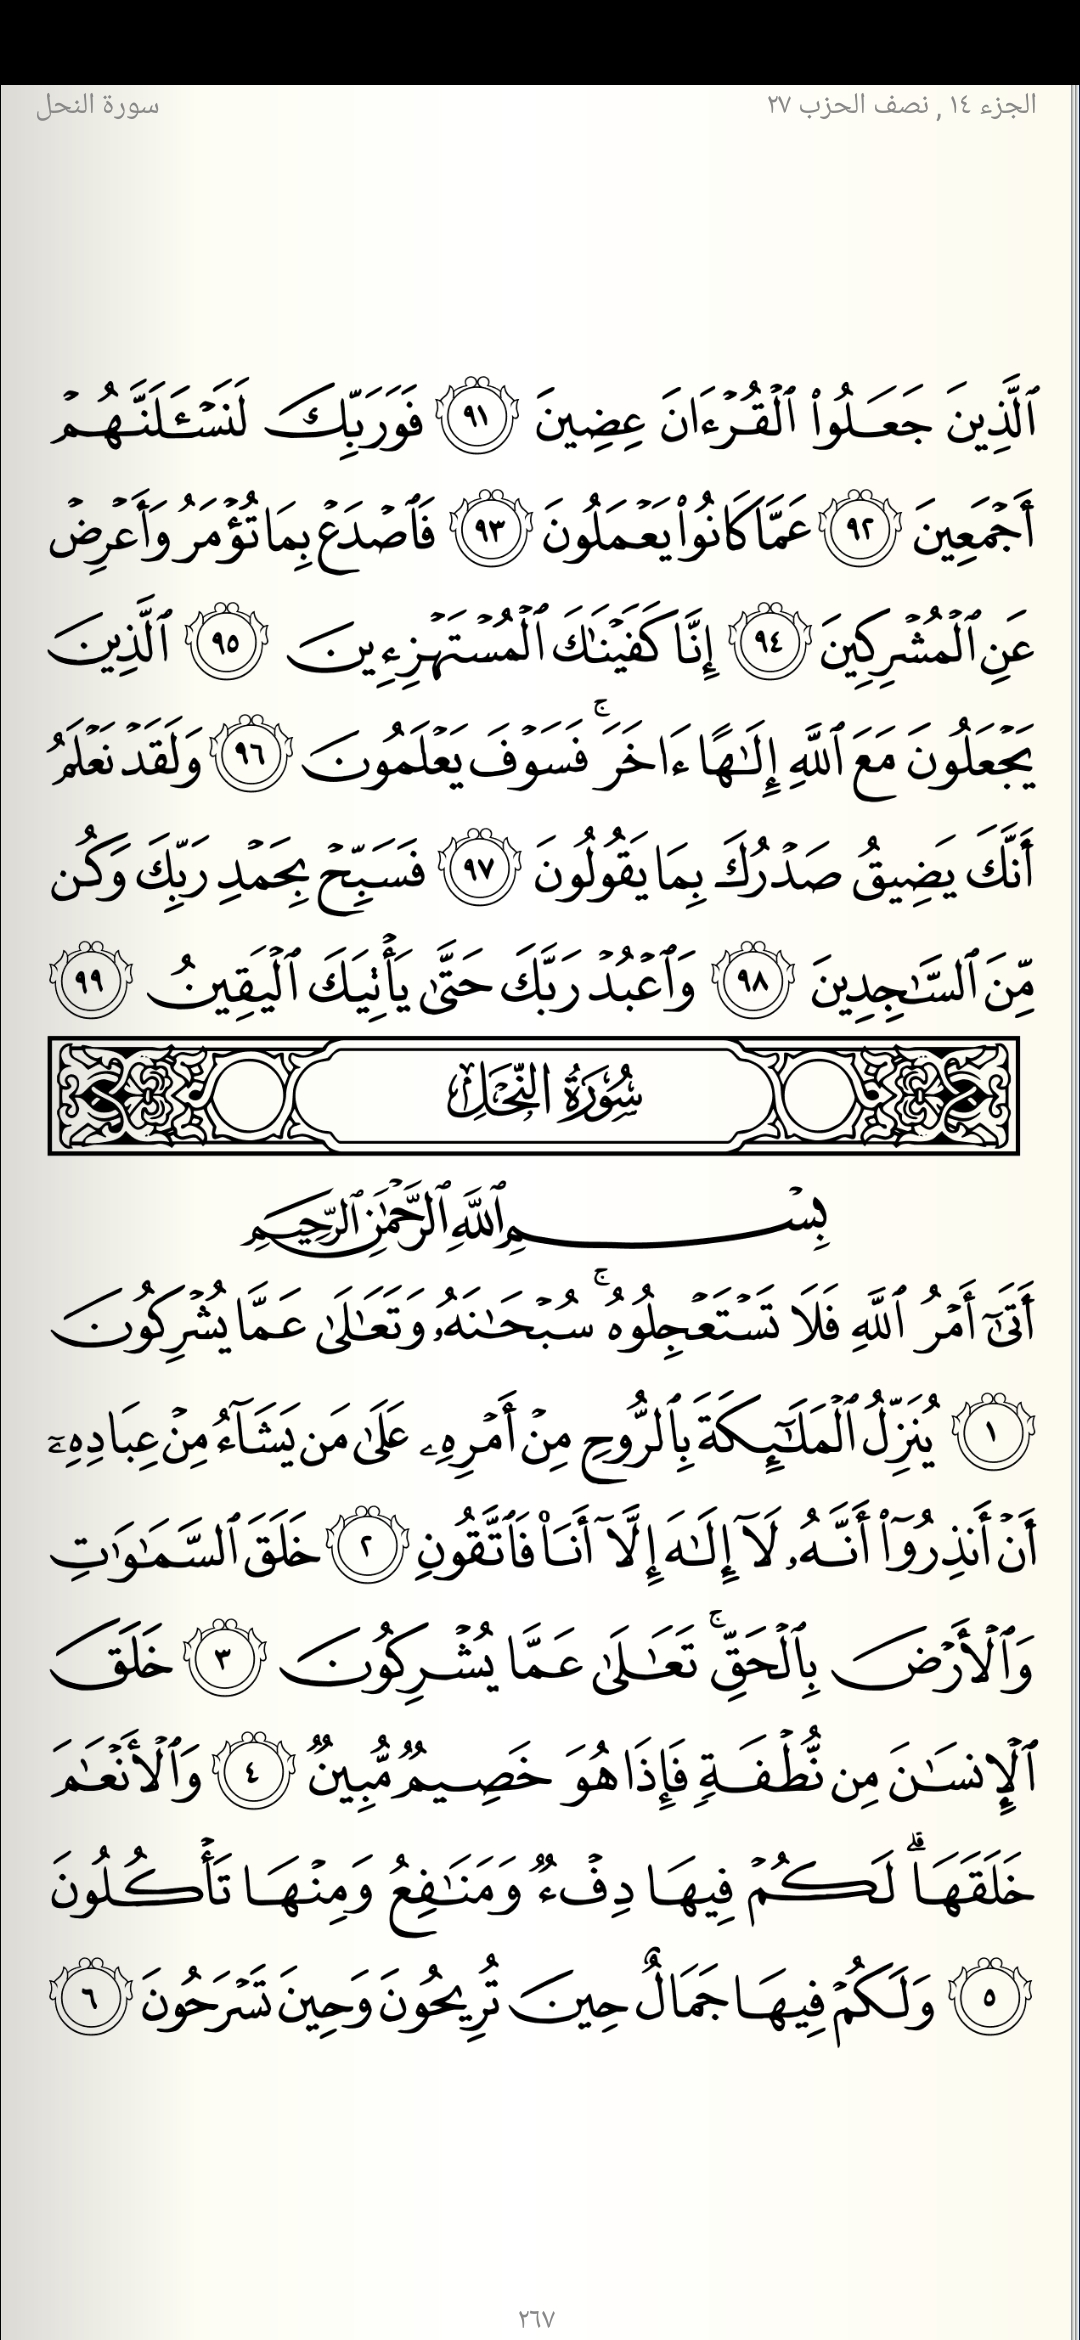 الجزء ١٤ , نصف الحزب ٢٧
سورة النحل
ٱلَّذِينَ جَعَلُوا۟ ٱلْقُرْءَانَ عِضِينَ ٩١ فَوَرَبِّكَ لَنَسْـَٔلَنَّهُمْ
أَجْمَعِينَ ٩٢ عَمَّا كَانُوا۟ يَعْمَلُونَ ٩٣ فَٱصْدَعْ بِمَا تُؤْمَرُ وَأَعْرِضْ
عَنِ ٱلْمُشْرِكِينَ ٩٤ إِنَّا كَفَيْنَـٰكَ ٱلْمُسْتَهْزِءِينَ ٩٥ ٱلَّذِينَ
يَجْعَلُونَ مَعَ ٱللَّهِ إِلَـٰهًا ءَاخَرَ ۚ فَسَوْفَ يَعْلَمُونَ ٩٦ وَلَقَدْ نَعْلَمُ
أَنَّكَ يَضِيقُ صَدْرُكَ بِمَا يَقُولُونَ ٩٧ فَسَبِّحْ بِحَمْدِ رَبِّكَ وَكُن
مِّنَ ٱلسَّـٰجِدِينَ ٩٨ وَٱعْبُدْ رَبَّكَ حَتَّىٰ يَأْتِيَكَ ٱلْيَقِينُ ٩٩
سُورَةُ النَّحْلِ
بِسْمِ ٱللَّهِ ٱلرَّحْمَـٰنِ ٱلرَّحِيمِ
أَتَىٰٓ أَمْرُ ٱللَّهِ فَلَا تَسْتَعْجِلُوهُ ۚ سُبْحَـٰنَهُۥ وَتَعَـٰلَىٰ عَمَّا يُشْرِكُونَ
١ يُنَزِّلُ ٱلْمَلَـٰٓئِكَةَ بِٱلرُّوحِ مِنْ أَمْرِهِۦ عَلَىٰ مَن يَشَآءُ مِنْ عِبَادِهِۦٓ
أَنْ أَنذِرُوٓا۟ أَنَّهُۥ لَآ إِلَـٰهَ إِلَّآ أَنَا۠ فَٱتَّقُونِ ٢ خَلَقَ ٱلسَّمَـٰوَٰتِ
وَٱلْأَرْضَ بِٱلْحَقِّ ۚ تَعَـٰلَىٰ عَمَّا يُشْرِكُونَ ٣ خَلَقَ
ٱلْإِنسَـٰنَ مِن نُّطْفَةٍ فَإِذَا هُوَ خَصِيمٌ مُّبِينٌ ٤ وَٱلْأَنْعَـٰمَ
خَلَقَهَا ۗ لَكُمْ فِيهَا دِفْءٌ وَمَنَـٰفِعُ وَمِنْهَا تَأْكُلُونَ
٥ وَلَكُمْ فِيهَا جَمَالٌ حِينَ تُرِيحُونَ وَحِينَ تَسْرَحُونَ ٦
٢٦٧